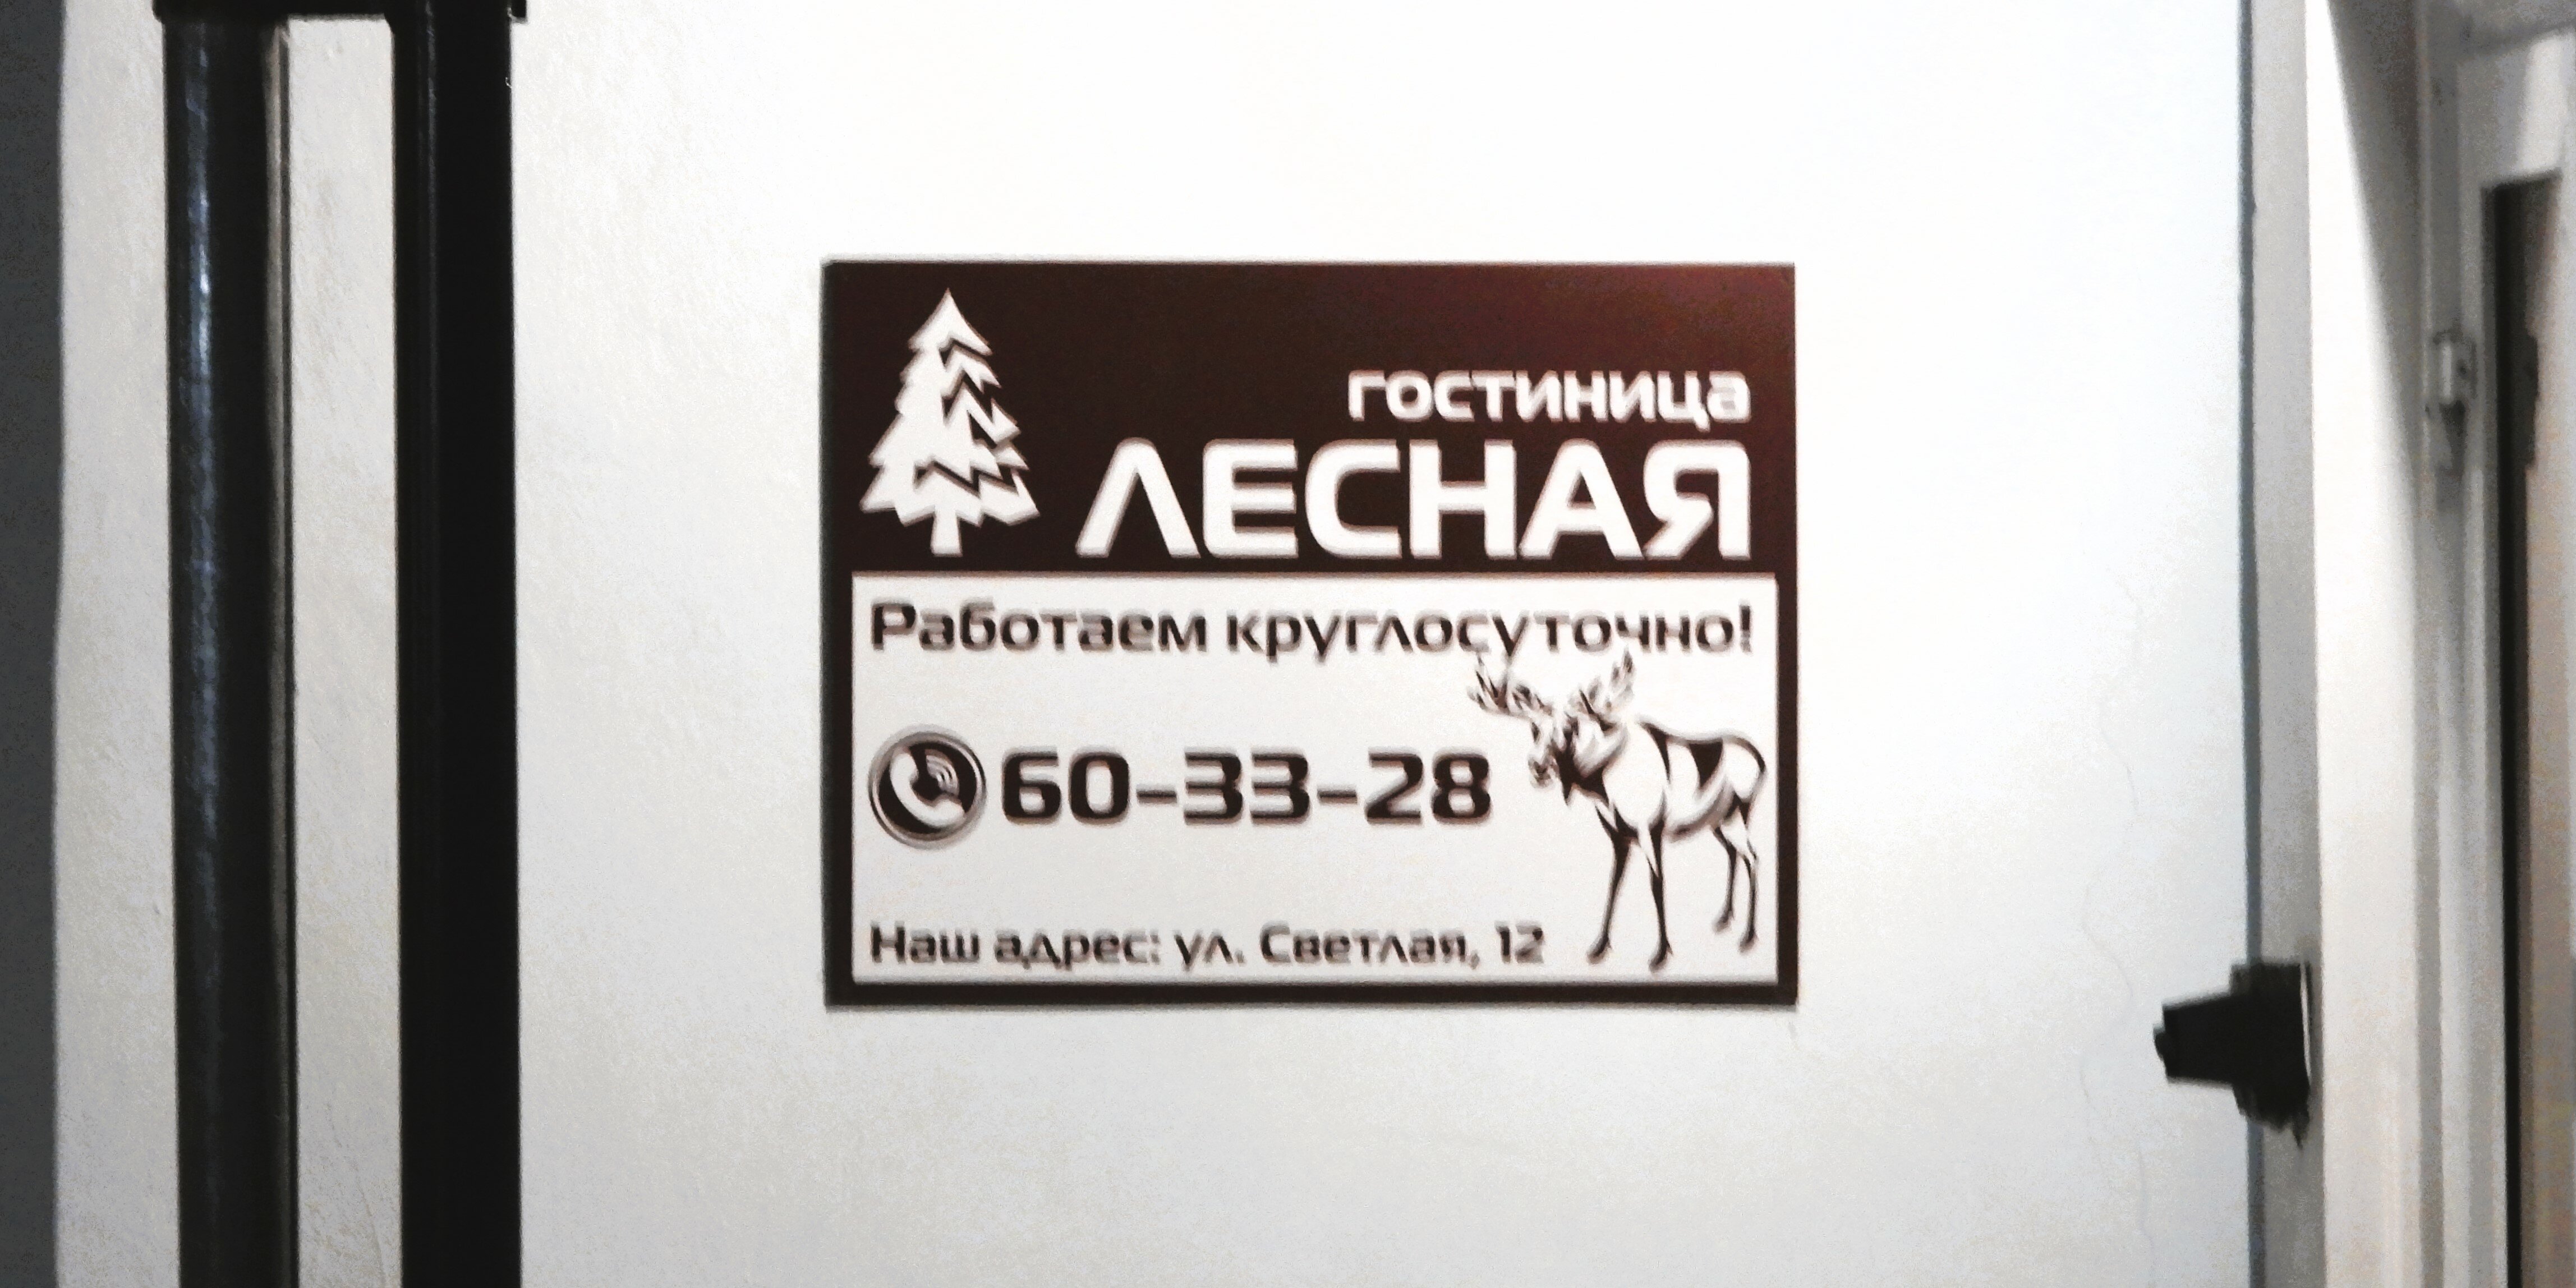 гостиница
ЛЕСНАЯ
Работаем круглосуточно!
60-33-28
Наш адрес: ул. Светлая, 12